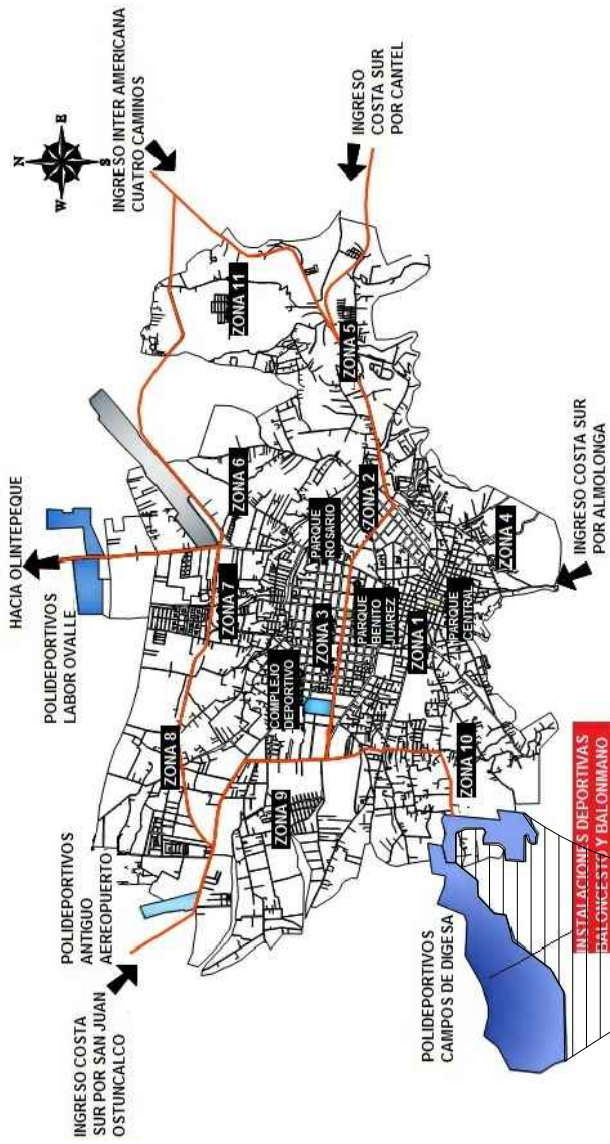 INGRESO COSTA
SUR POR SAN JUAN
OSTUNCALCO
POLIDEPORTIVOS
ANTIGUO
AEREOPUERTO
POLIDEPORTIVOS
LABOR OVALLE
HACIA OLINTEPEQUE
N
W
E
S
INGRESO INTER AMERICANA
CUATRO CAMINOS
INGRESO
COSTA SUR
POR CANTEL
ZONA 8
ZONA 7
ZONA 6
ZONA 11
ZONA 9
COMPLEJO
DEPORTIVO
ZONA 3
PARQUE
ROSARIO
ZONA 2
ZONA 5
PARQUE
BENITO
JUAREZ
ZONA 1
PARQUE
CENTRAL
ZONA 4
ZONA 10
POLIDEPORTIVOS
CAMPOS DE DIGESA
INSTALACIONES DEPORTIVAS
BALONCESTO Y BALONMANO
INGRESO COSTA SUR
POR ALMOLONGA